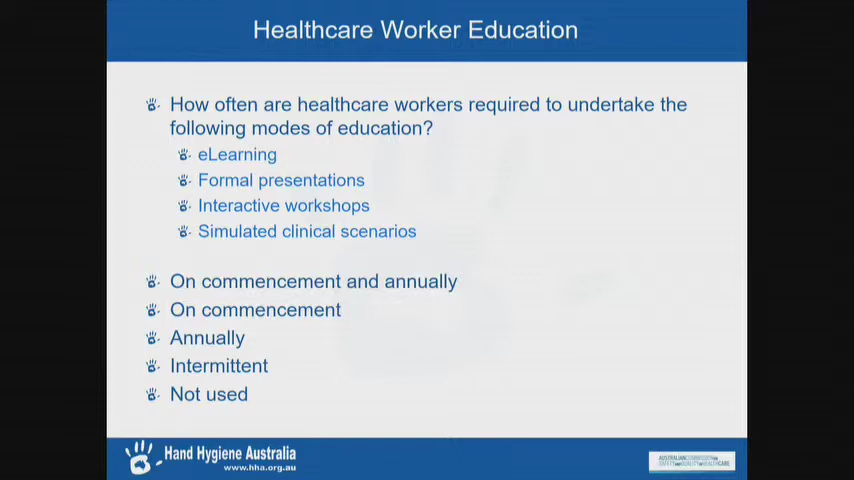 Healthcare Worker Education
How often are healthcare workers required to undertake the
following modes of education?
eLearning
Formal presentations
Interactive workshops
Simulated clinical scenarios
On commencement and annually
On commencement
Annually
Intermittent
Not used
Hand Hygiene Australia
www.hha.org.au
AUSTRALIANCOMMISSIONON
SAFETYANDQUALITYINHEALTHCARE